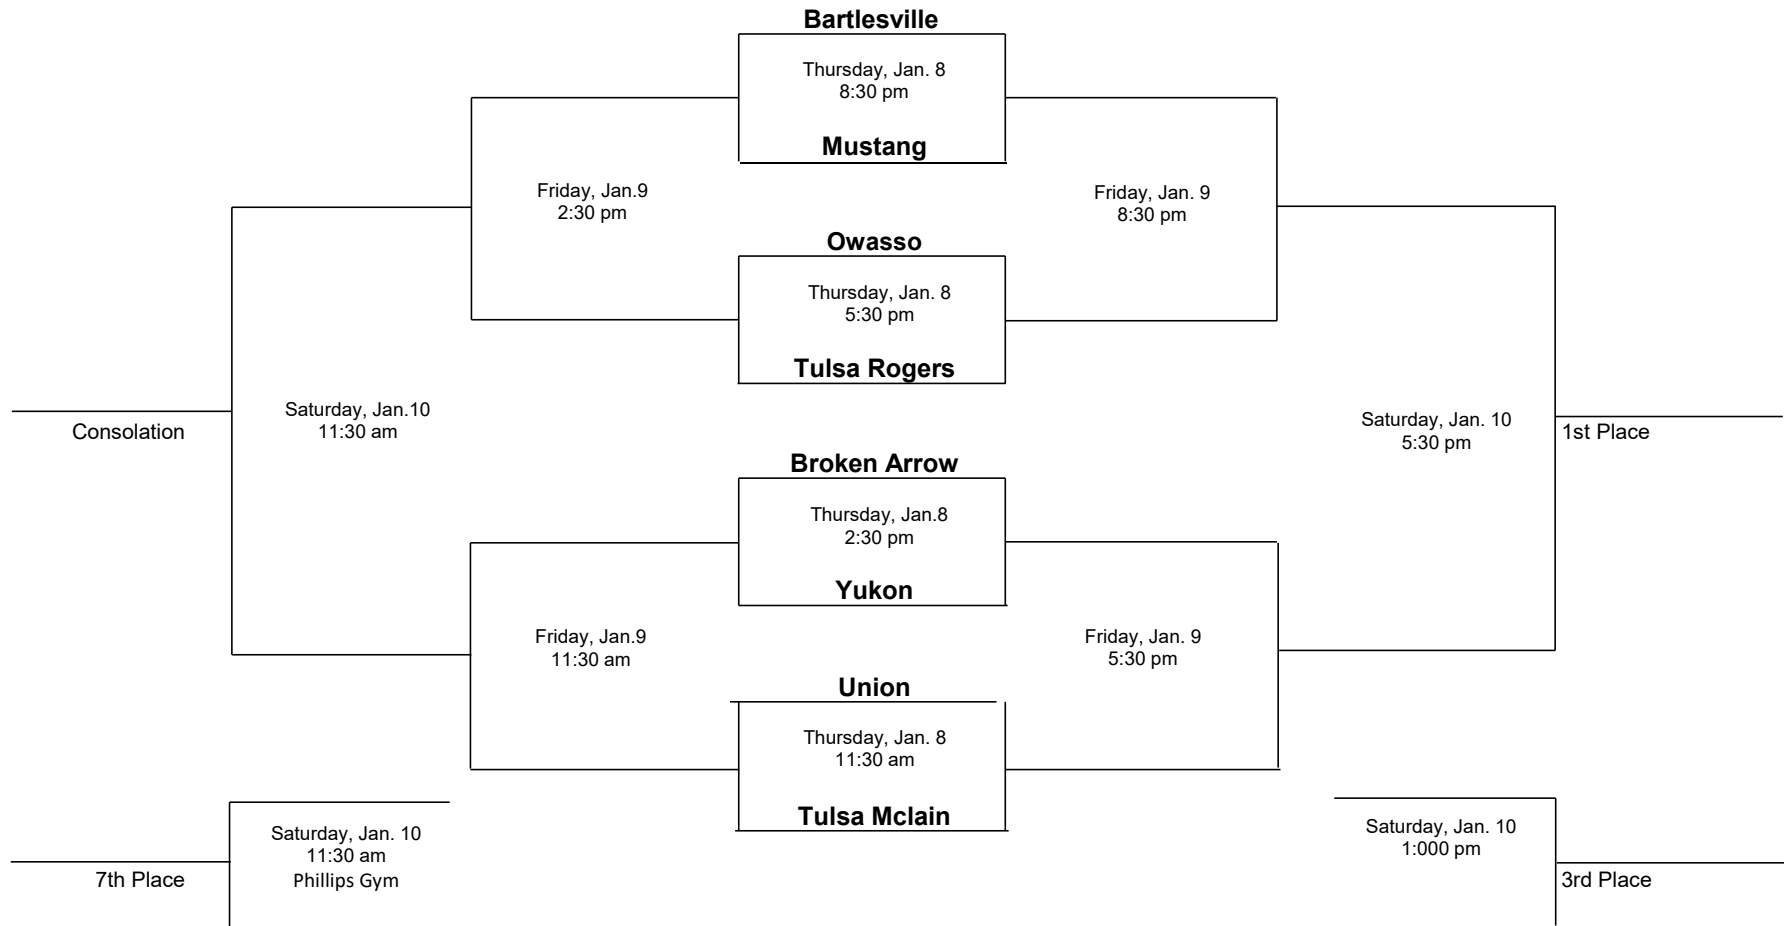 Bartlesville
Thursday, Jan. 8
8:30 pm
Mustang
Friday, Jan.9
2:30 pm
Friday, Jan. 9
8:30 pm
Owasso
Thursday, Jan. 8
5:30 pm
Tulsa Rogers
Saturday, Jan.10
11:30 am
Consolation
Saturday, Jan. 10
5:30 pm
1st Place
Broken Arrow
Thursday, Jan.8
2:30 pm
Yukon
Friday, Jan.9
11:30 am
Friday, Jan. 9
5:30 pm
Union
Thursday, Jan. 8
11:30 am
Tulsa Mclain
Saturday, Jan. 10
11:30 am
Phillips Gym
7th Place
Saturday, Jan. 10
1:000 pm
3rd Place